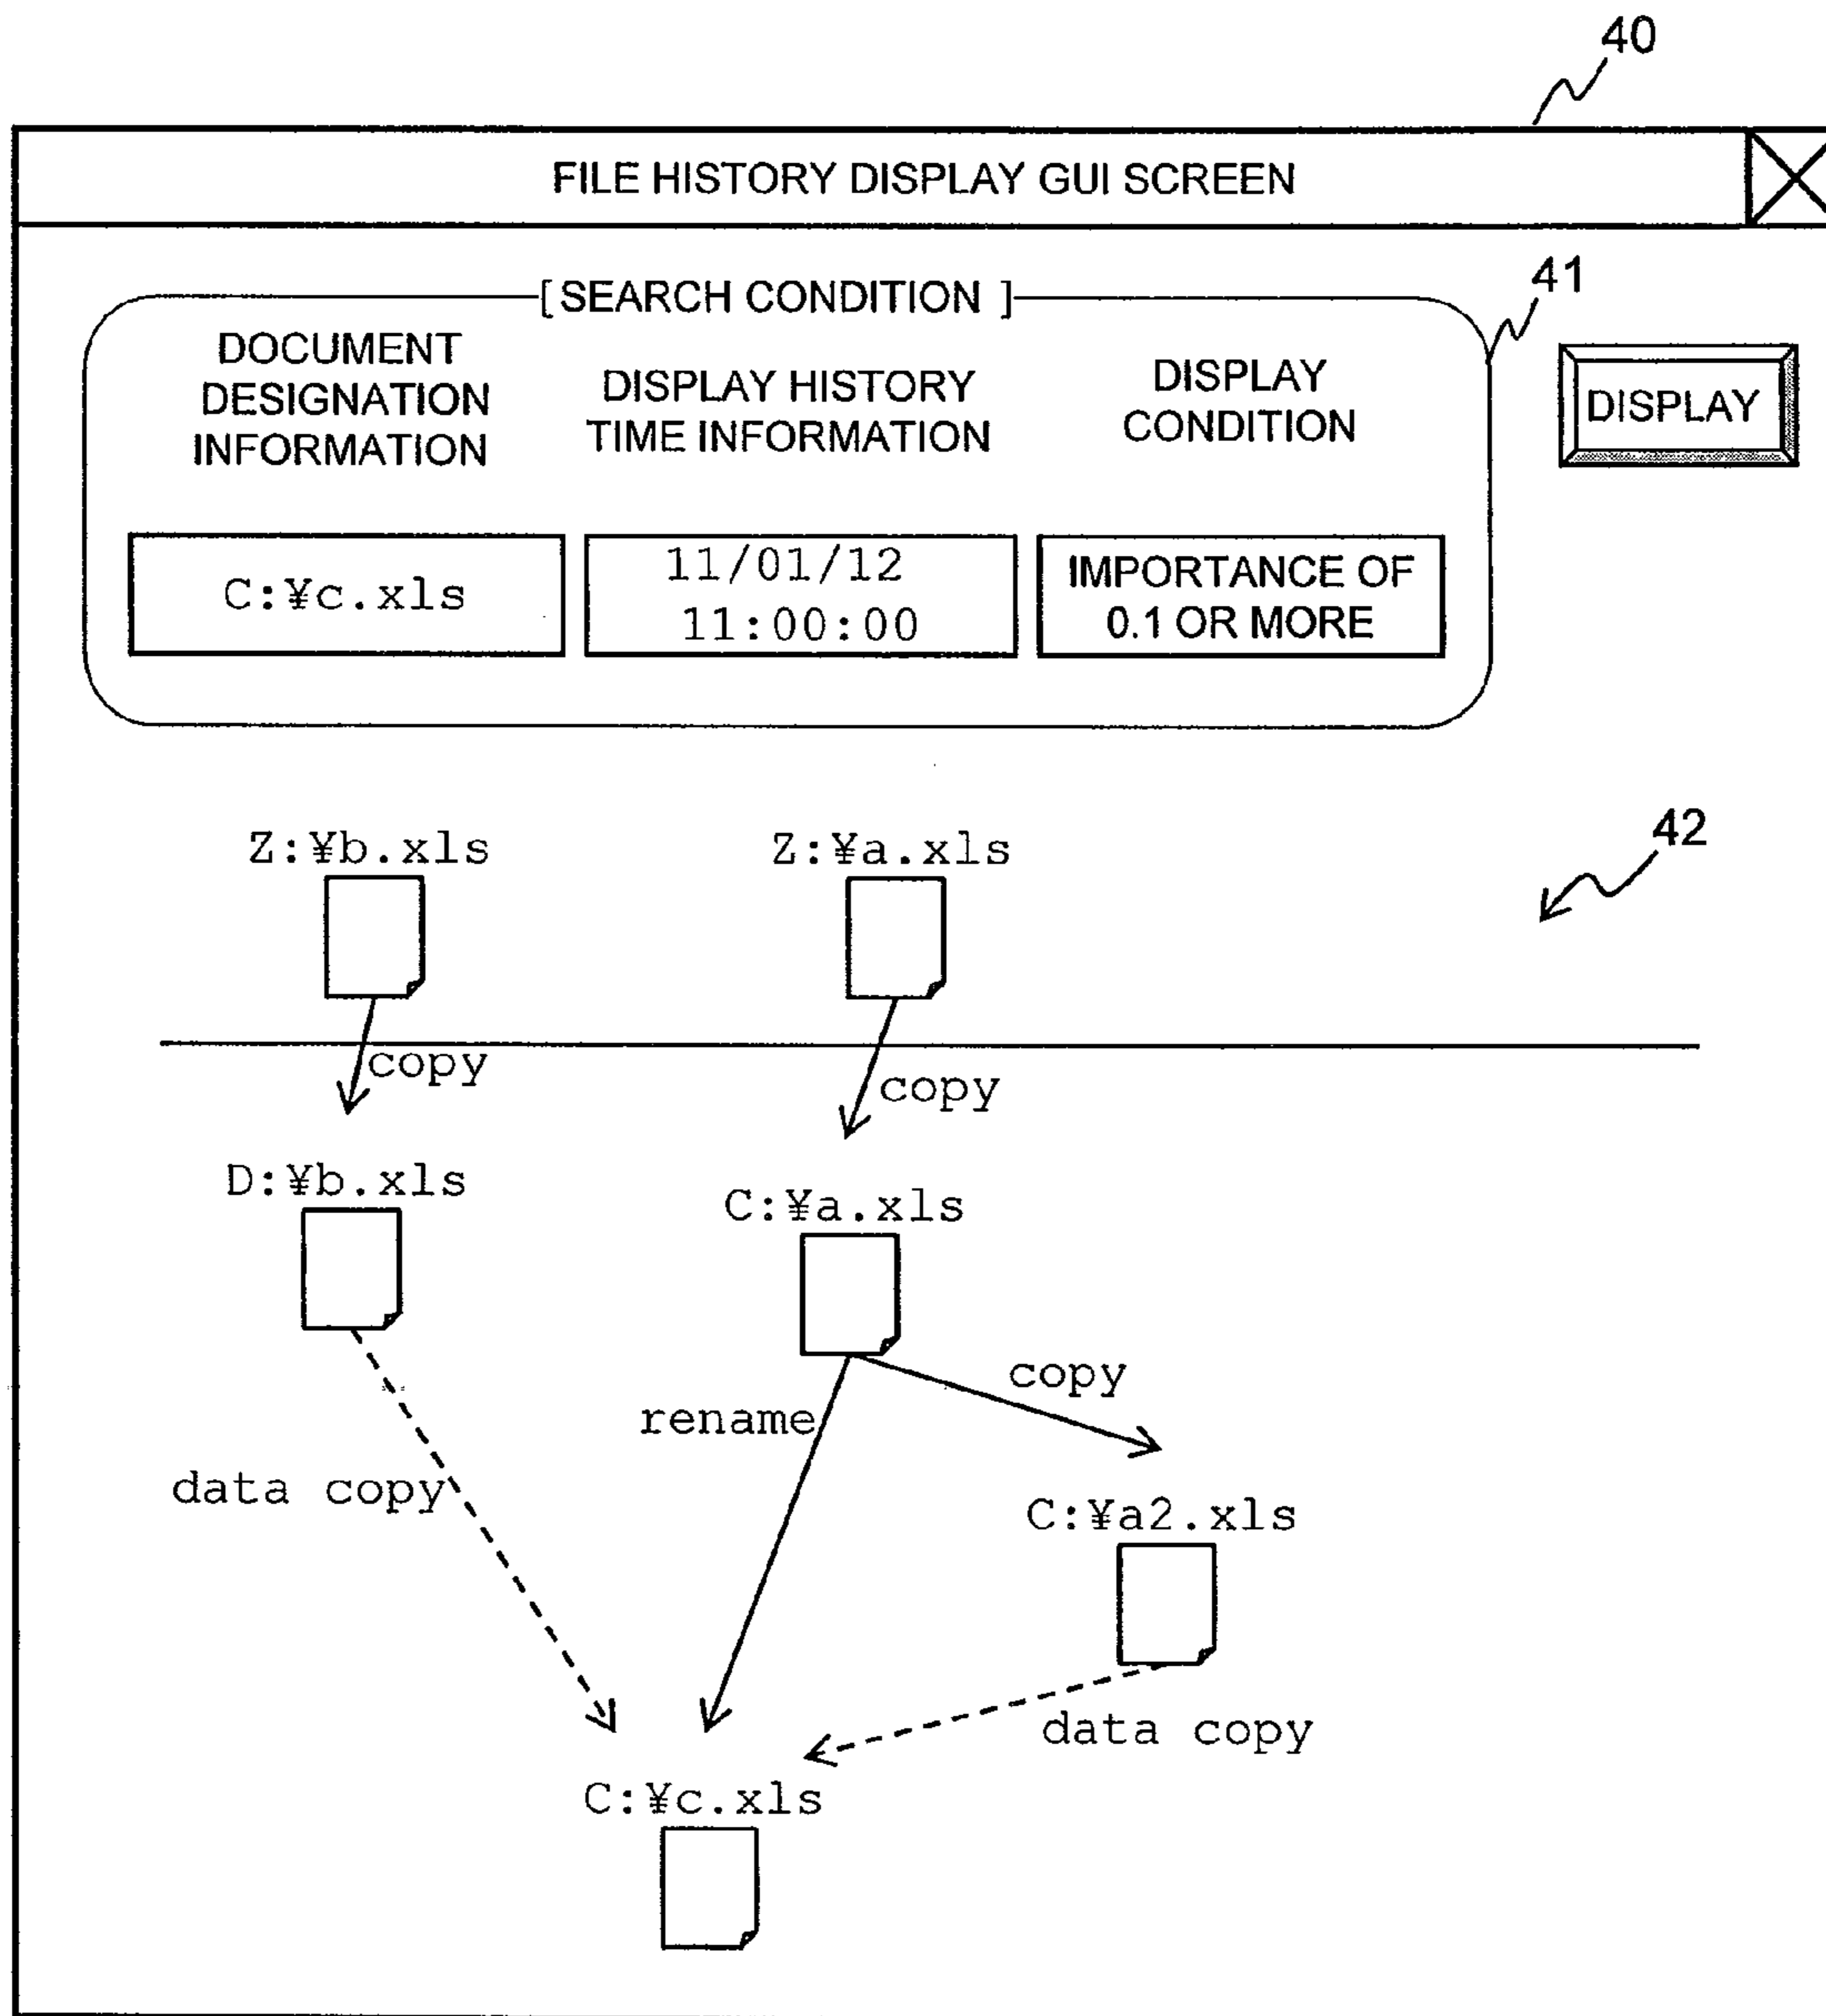 40
FILE HISTORY DISPLAY GUI SCREEN
41
[SEARCH CONDITION ]
DOCUMENT
DESIGNATION
INFORMATION
DISPLAY HISTORY
TIME INFORMATION
DISPLAY
CONDITION
DISPLAY
C:¥c.xls
11/01/12
11:00:00
IMPORTANCE OF
0.1 OR MORE
42
Z:¥b.xls
Z:¥a.xls
copy
copy
D:¥b.xls
C:¥a.xls
copy
rename
data copy
C:¥a2.xls
data copy
C:¥c.xls